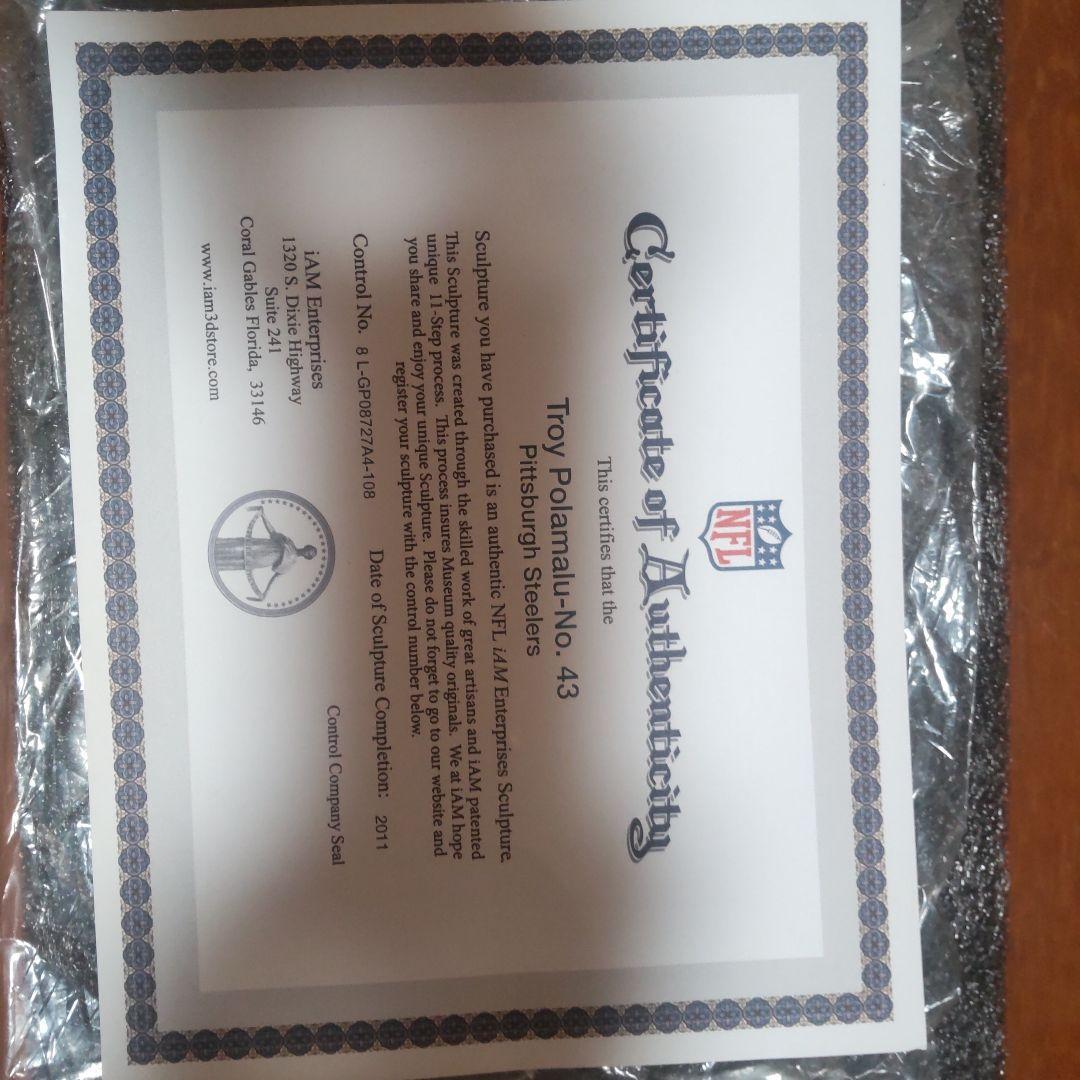 NFL
Certificate of Authenticity
This certifies that the
Troy Polamalu-No. 43
Pittsburgh Steelers
Sculpture you have purchased is an authentic NFL iAM Enterprises Sculpture.
This Sculpture was created through the skilled work of great artisans and iAM patented
unique 11-Step process. This process insures Museum quality originals. We at iAM hope
you share and enjoy your unique Sculpture. Please do not forget to go to our website and
register your sculpture with the control number below.
Control No. 8 L-GP08727A4-108 Date of Sculpture Completion: 2011
iAM Enterprises
1320 S. Dixie Highway
Suite 241
Coral Gables Florida, 33146
www.iam3dstore.com
Control Company Seal